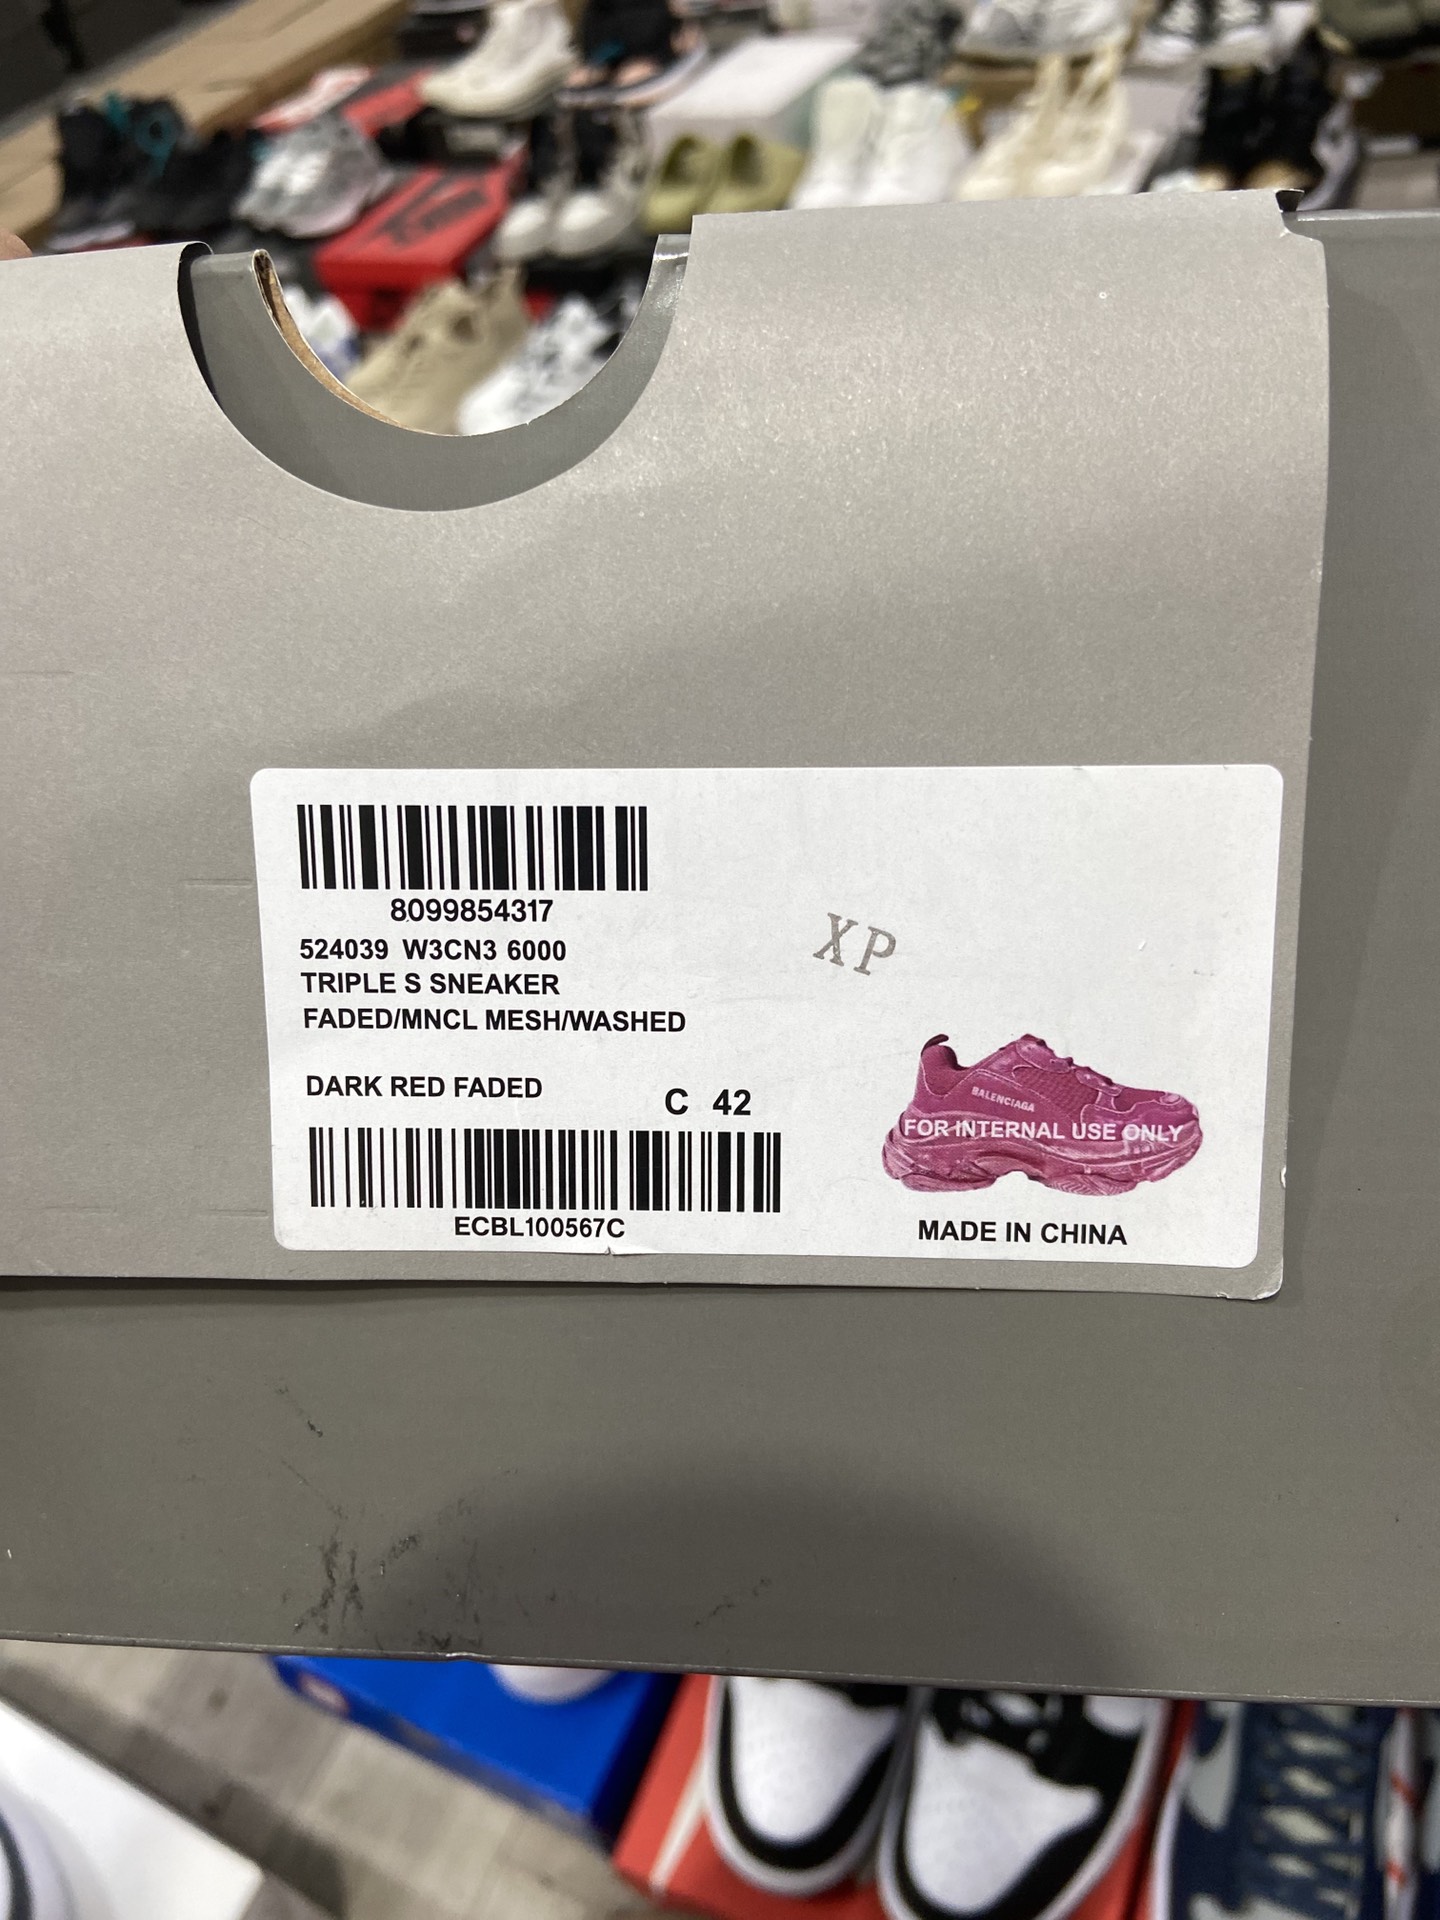 8099854317
524039 W3CN3 6000
TRIPLE S SNEAKER
FADED/MNCL MESH/WASHED
XP
DARK RED FADED
C 42
BALENCIAGA
FOR INTERNAL USE ONLY
ECBL100567C
MADE IN CHINA